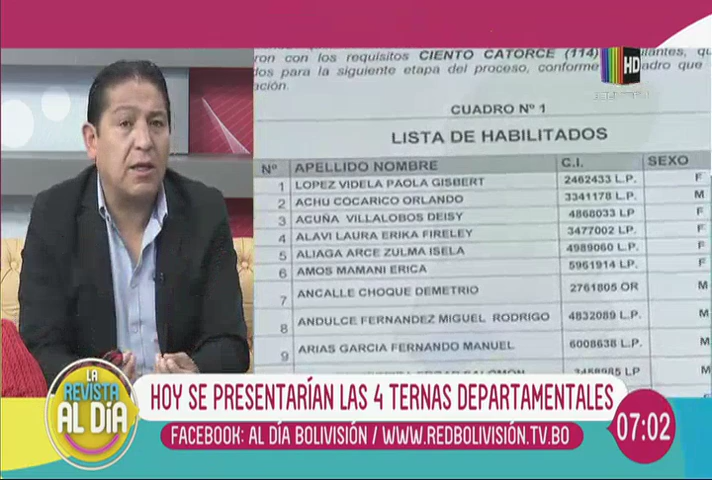 ron con los requisitos CIENTO CATORCE (114)
dos para la siguiente etapa del proceso, conforme
HD
CUADRO Nº 1
LISTA DE HABILITADOS
Nº APELLIDO NOMBRE C.I. SEXO
1 LOPEZ VIDELA PAOLA GISBERT 2462433 L.P. F
2 ACHU COCARICO ORLANDO 3341178 L.P. M
3 ACUÑA VILLALOBOS DEISY 4868033 LP F
4 ALAVI LAURA ERIKA FIRELEY 3477002 L.P. F
5 ALIAGA ARCE ZULMA ISELA 4989060 L.P. F
6 AMOS MAMANI ERICA 5961914 L.P. F
7 ANCALLE CHOQUE DEMETRIO 2761805 OR M
8 ANDULCE FERNANDEZ MIGUEL RODRIGO 4832089 L.P. M
9 ARIAS GARCIA FERNANDO MANUEL 6008638 L.P. M
LA REVISTA
AL DÍA
HOY SE PRESENTARÍAN LAS 4 TERNAS DEPARTAMENTALES
FACEBOOK: AL DÍA BOLIVISIÓN / WWW.REDBOLIVISIÓN.TV.BO
07:02